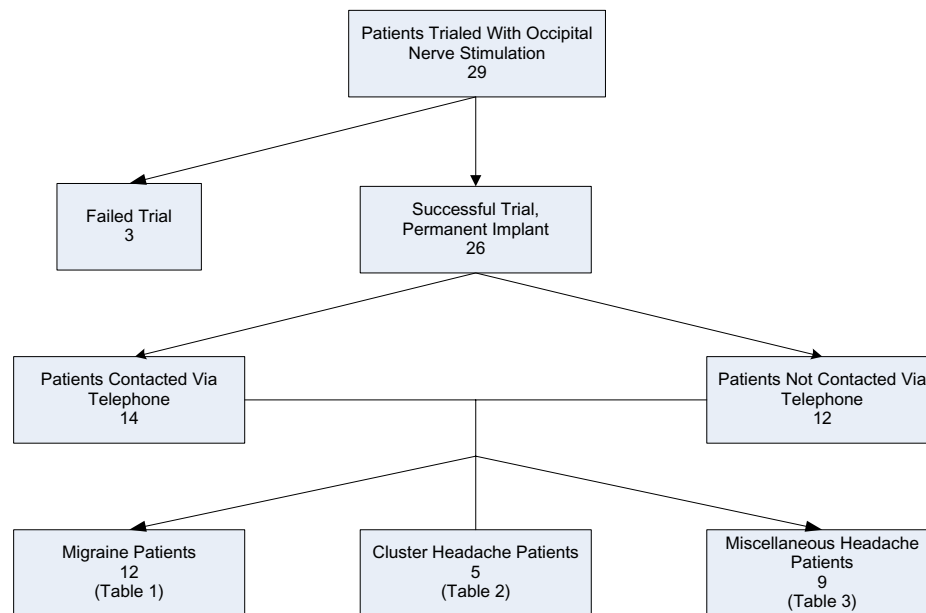 Patients Trialed With Occipital
Nerve Stimulation
29
Failed Trial
3
Successful Trial,
Permanent Implant
26
Patients Contacted Via
Telephone
14
Patients Not Contacted Via
Telephone
12
Migraine Patients
12
(Table 1)
Cluster Headache Patients
5
(Table 2)
Miscellaneous Headache
Patients
9
(Table 3)